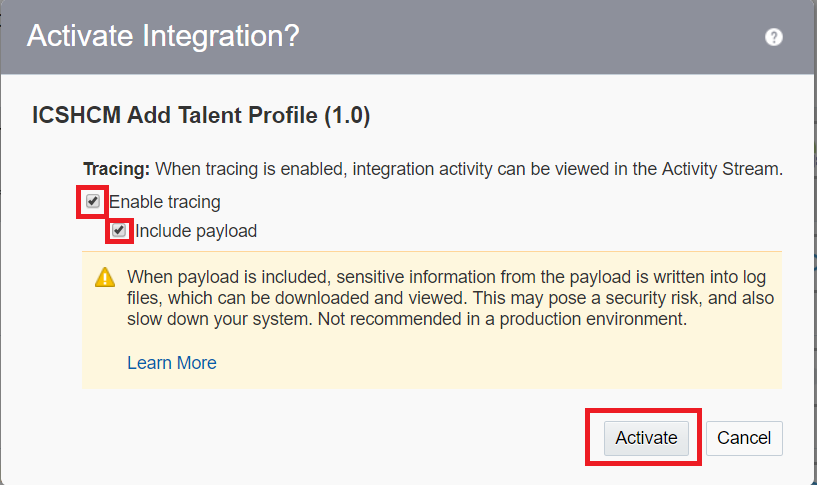 Activate Integration?
?
ICSHCM Add Talent Profile (1.0)
Tracing: When tracing is enabled, integration activity can be viewed in the Activity Stream.
Enable tracing
Include payload
When payload is included, sensitive information from the payload is written into log
files, which can be downloaded and viewed. This may pose a security risk, and also
slow down your system. Not recommended in a production environment.
Learn More
Activate Cancel